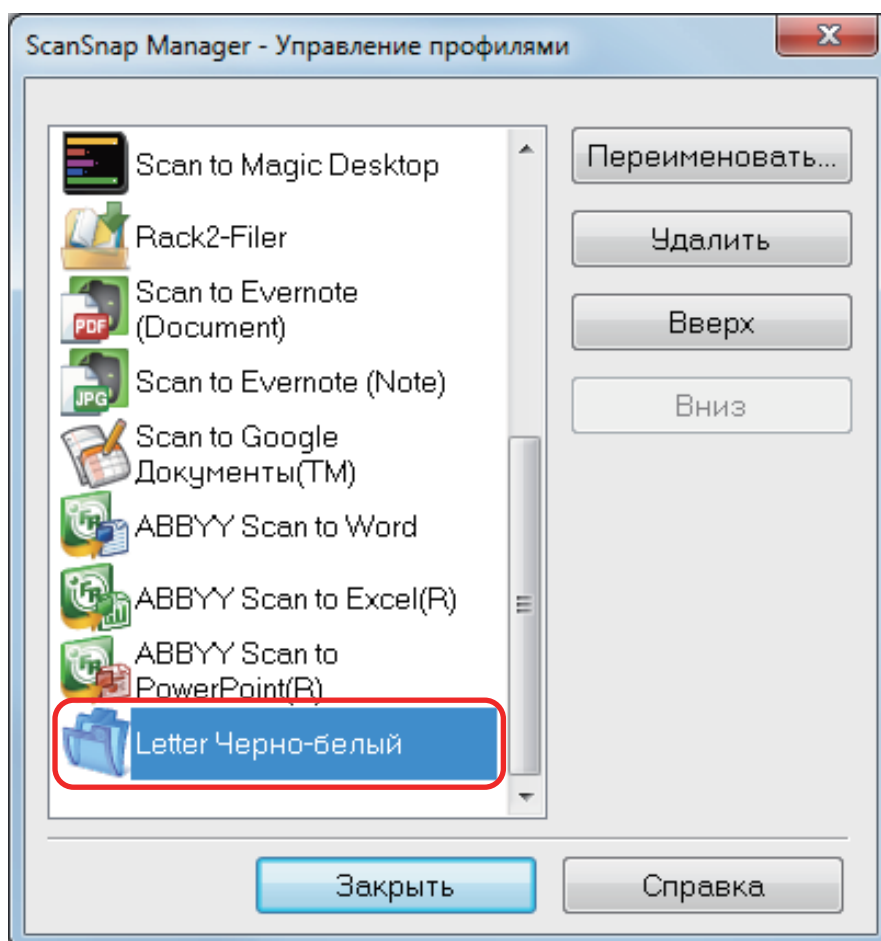 ScanSnap Manager - Управление профилями
Scan to Magic Desktop
Rack2-Filer
Scan to Evernote
(Document)
PDF
Scan to Evernote (Note)
JPG
Scan to Google
Документы(TM)
ABBYY Scan to Word
ABBYY Scan to Excel(R)
ABBYY Scan to
PowerPoint(R)
Letter Черно-белый
Переименовать...
Удалить
Вверх
Вниз
Закрыть
Справка